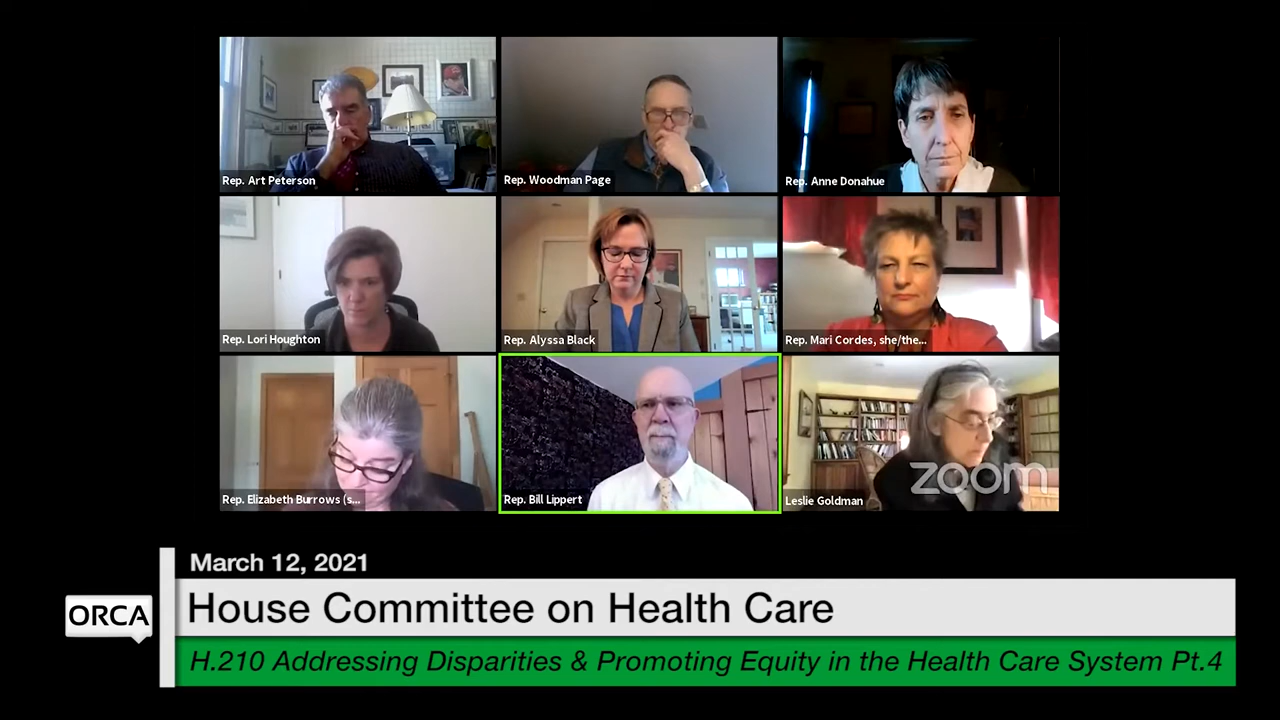 Rep. Art Peterson
Rep. Woodman Page
Rep. Anne Donahue
Rep. Lori Houghton
Rep. Alyssa Black
Rep. Mari Cordes, she/the...
Rep. Elizabeth Burrows (s...
Rep. Bill Lippert
Leslie Goldman
zoom
March 12, 2021
ORCA
House Committee on Health Care
H.210 Addressing Disparities & Promoting Equity in the Health Care System Pt.4